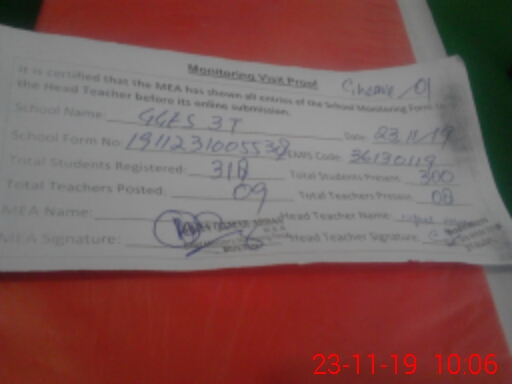 Monitoring Visit Proof
It is certified that the MEA has shown all entries of the School Monitoring Form to
the Head Teacher before its online submission.
School Name: GGES 3T Date: 23.11.19
School Form No: EMIS Code: 36130119
Total Students Registered: 318 Total Students Present: 300
Total Teachers Posted: 09 Total Teachers Present: 08
MEA Name: Head Teacher Name:
MEA Signature: Head Teacher Signature:
23-11-19 10:06